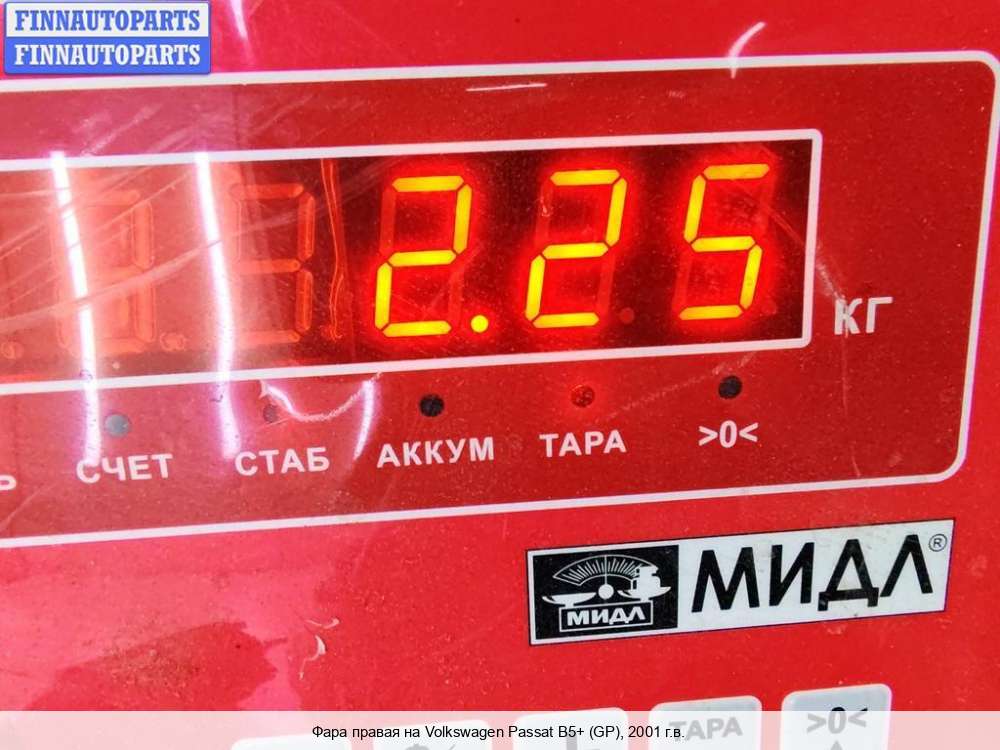 FINNAUTOPARTS
FINNAUTOPARTS
2.25
КГ
СЧЕТ СТАБ АККУМ ТАРА >0<
МИДЛ МИДЛ®
ТАРА >0<
Фара правая на Volkswagen Passat B5+ (GP), 2001 г.в.